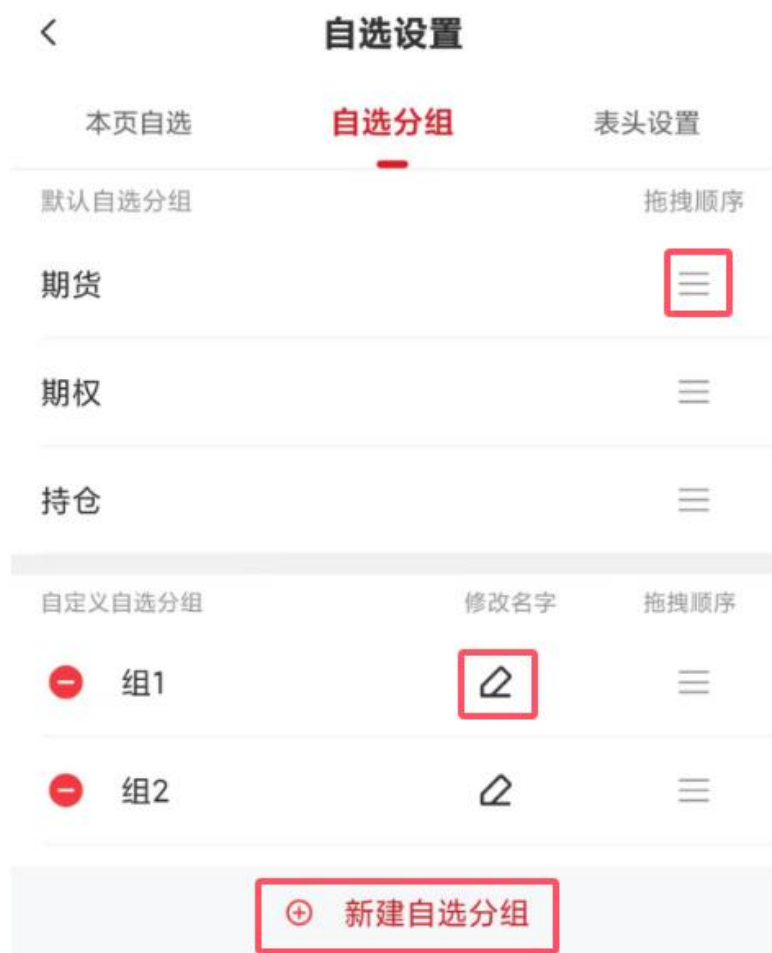 自选设置
本页自选 自选分组 表头设置
默认自选分组 拖拽顺序
期货
期权
持仓
自定义自选分组 修改名字 拖拽顺序
组1
组2
新建自选分组